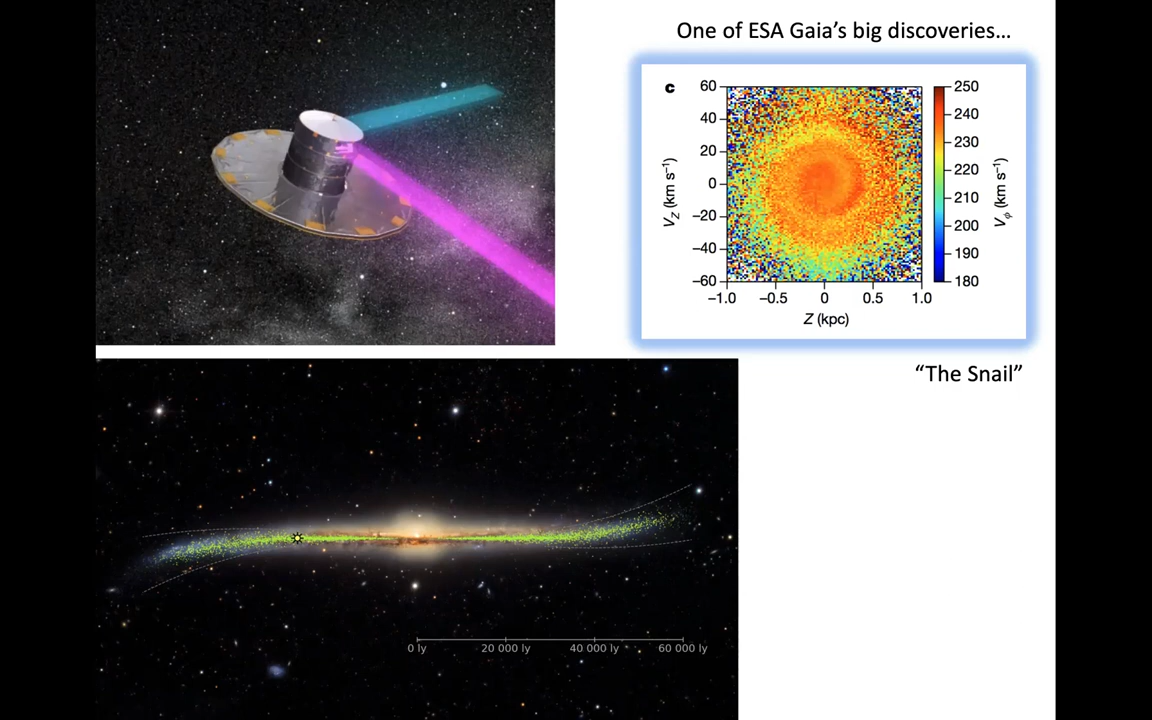 One of ESA Gaia’s big discoveries...
c
60
40
20
0
−20
−40
−60
V_Z (km s⁻¹)
−1.0
−0.5
0
0.5
1.0
Z (kpc)
250
240
230
220
210
200
190
180
V_ϕ (km s⁻¹)
“The Snail”
0 ly
20 000 ly
40 000 ly
60 000 ly